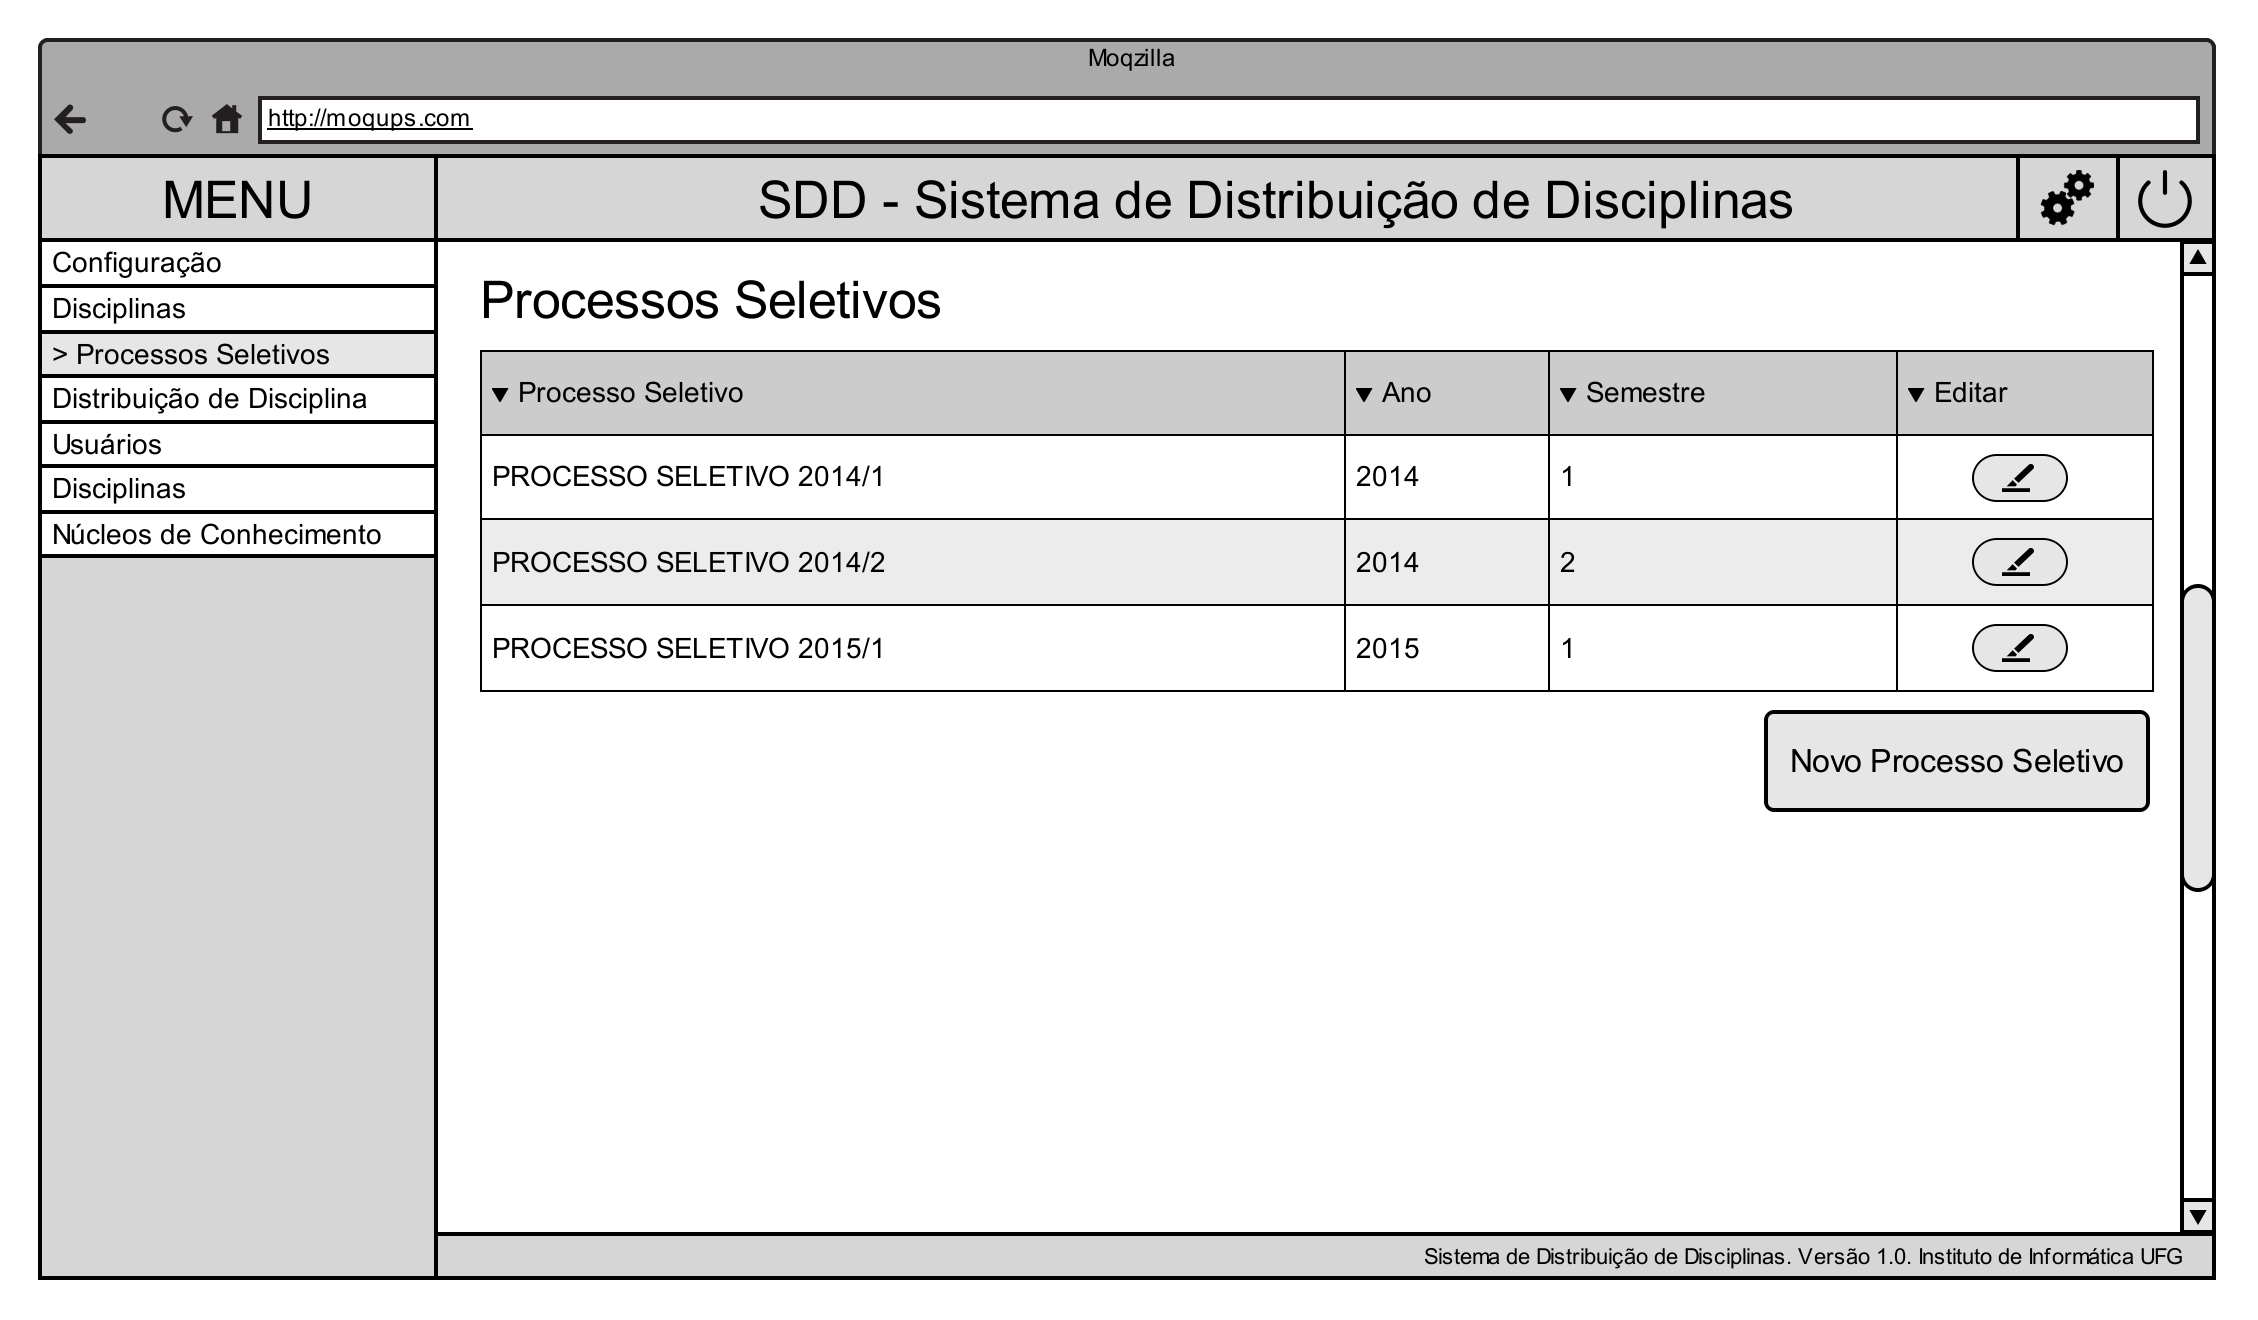 Moqzilla
http://moqups.com
MENU
SDD - Sistema de Distribuição de Disciplinas
Configuração
Disciplinas
> Processos Seletivos
Distribuição de Disciplina
Usuários
Disciplinas
Núcleos de Conhecimento
Processos Seletivos
▼ Processo Seletivo ▼ Ano ▼ Semestre ▼ Editar
PROCESSO SELETIVO 2014/1 2014 1
PROCESSO SELETIVO 2014/2 2014 2
PROCESSO SELETIVO 2015/1 2015 1
Novo Processo Seletivo
Sistema de Distribuição de Disciplinas. Versão 1.0. Instituto de Informática UFG